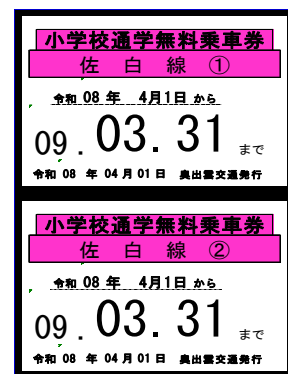 小学校通学無料乗車券
佐白線①
令和 08 年 4月1日 から
09 . 03. 31 まで
令和 08 年 04 月 01 日 奥出雲交通発行
小学校通学無料乗車券
佐白線②
令和 08 年 4月1日 から
09 . 03. 31 まで
令和 08 年 04 月 01 日 奥出雲交通発行